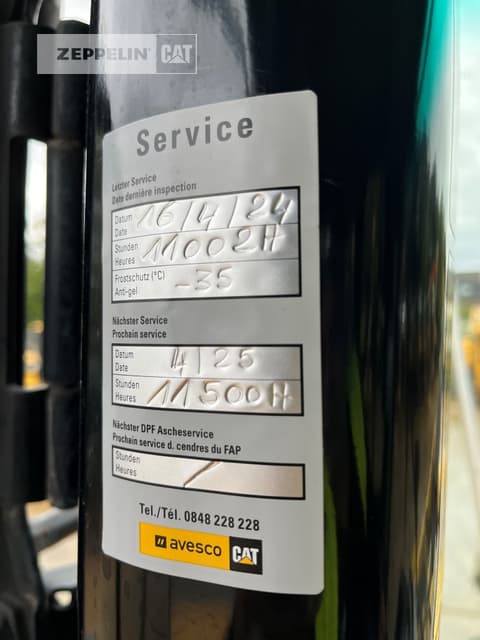 ZEPPELIN CAT
Service
Letzter Service
Date dernière inspection
Datum
Date 16/4/24
Stunden
Heures 11002H
Frostschutz (°C)
Anti-gel -35
Nächster Service
Prochain service
Datum
Date 4/25
Stunden
Heures 11500H
Nächster DPF Ascheservice
Prochain service d. cendres du FAP
Stunden
Heures /
Tel./Tél. 0848 228 228
avesco CAT